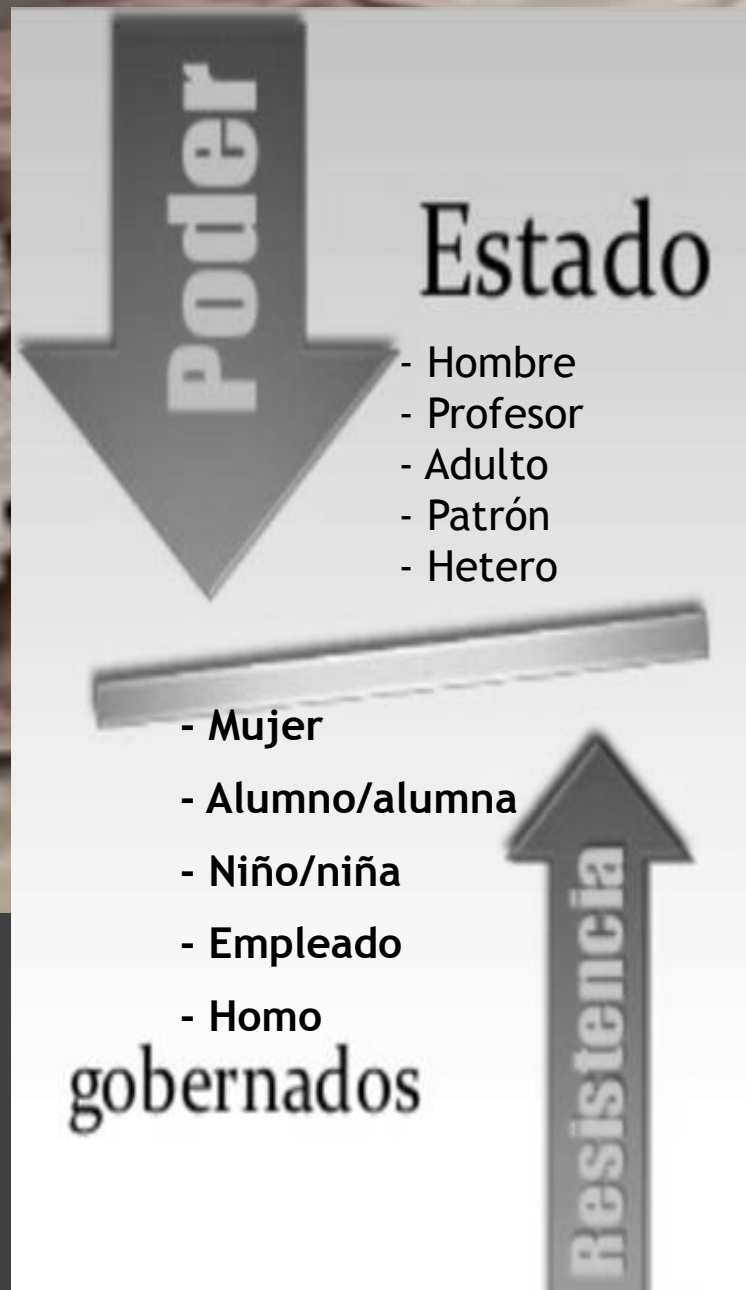 Poder
Estado
- Hombre
- Profesor
- Adulto
- Patrón
- Hetero
- Mujer
- Alumno/alumna
- Niño/niña
- Empleado
- Homo
gobernados
Resistencia